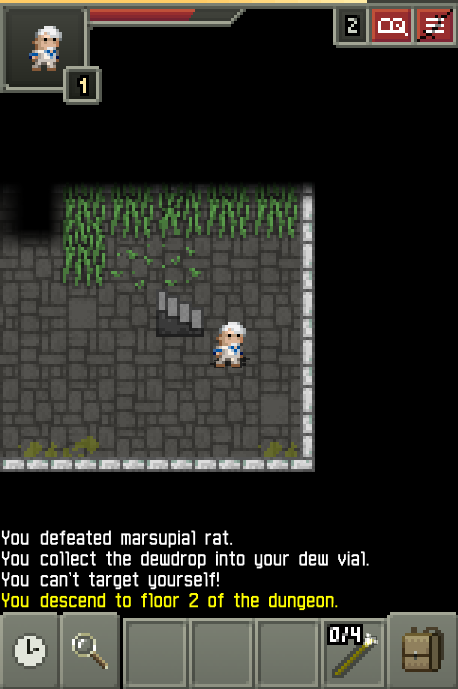 2
1
You defeated marsupial rat.
You collect the dewdrop into your dew vial.
You can't target yourself!
You descend to floor 2 of the dungeon.
0/4